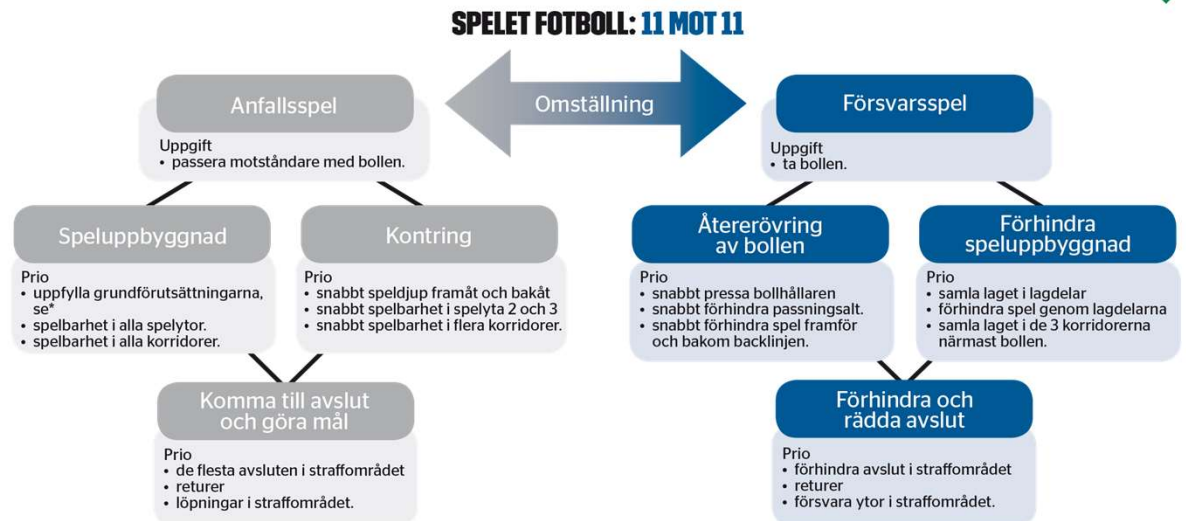 SPELET FOTBOLL: 11 MOT 11
Anfallsspel
Uppgift
• passera motståndare med bollen.
Omställning
Försvarsspel
Uppgift
• ta bollen.
Speluppbyggnad
Prio
• uppfylla grundförutsättningarna,
se*
• spelbarhet i alla spelytor.
• spelbarhet i alla korridorer.
Kontring
Prio
• snabbt speldjup framåt och bakåt
• snabbt spelbarhet i spelyta 2 och 3
• snabbt spelbarhet i flera korridorer.
Återerövring
av bollen
Prio
• snabbt pressa bollhållaren
• snabbt förhindra passningsalt.
• snabbt förhindra spel framför
och bakom backlinjen.
Förhindra
speluppbyggnad
Prio
• samla laget i lagdelar
• förhindra spel genom lagdelarna
• samla laget i de 3 korridorerna
närmast bollen.
Komma till avslut
och göra mål
Prio
• de flesta avsluten i straffområdet
• returer
• löpningar i straffområdet.
Förhindra och
rädda avslut
Prio
• förhindra avslut i straffområdet
• returer
• försvara ytor i straffområdet.